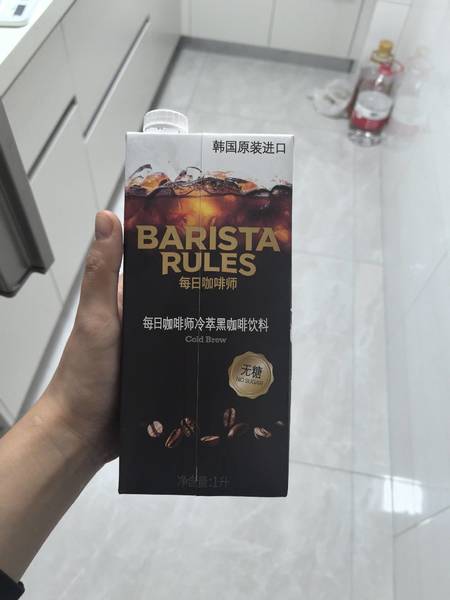 韩国原装进口
BARISTA
RULES
每日咖啡师
每日咖啡师冷萃黑咖啡饮料
Cold Brew
无糖
NO SUGAR
净含量:1升